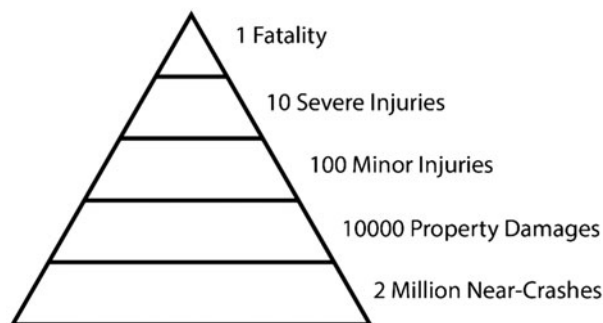 1 Fatality
10 Severe Injuries
100 Minor Injuries
10000 Property Damages
2 Million Near-Crashes